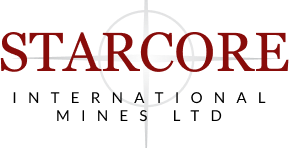 STARCORE
INTERNATIONAL
MINES LTD